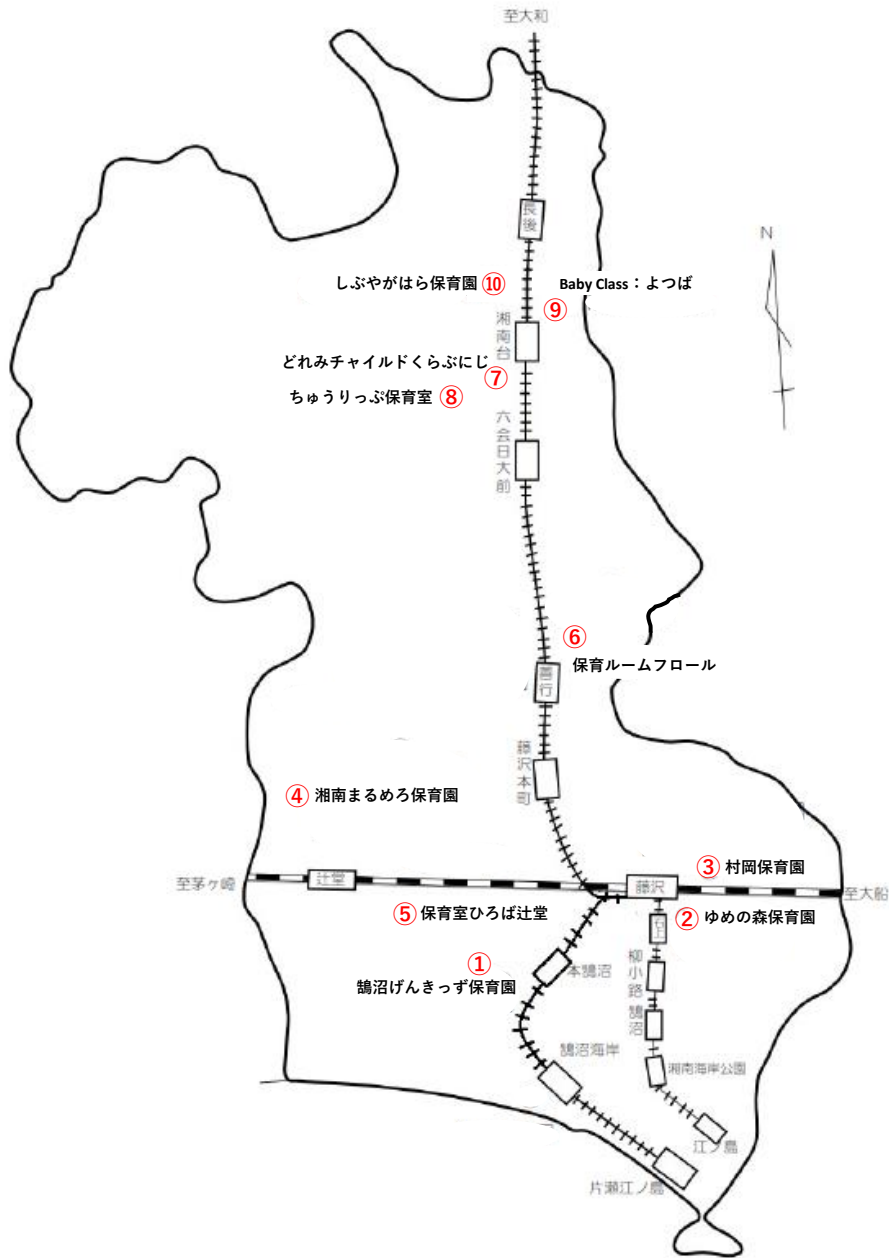 至大和
長後
N
しぶやがはら保育園 ⑩
Baby Class：よつば
⑨
湘南台
どれみチャイルドくらぶにじ
⑦
ちゅうりっぷ保育室 ⑧
六会日大前
⑥
保育ルームフロール
善行
藤沢本町
④ 湘南まるめろ保育園
③ 村岡保育園
至茅ヶ崎
辻堂
藤沢
至大船
⑤ 保育室ひろば辻堂
② ゆめの森保育園
石上
①
本鵠沼
柳小路
鵠沼げんきっず保育園
鵠沼
鵠沼海岸
湘南海岸公園
江ノ島
片瀬江ノ島